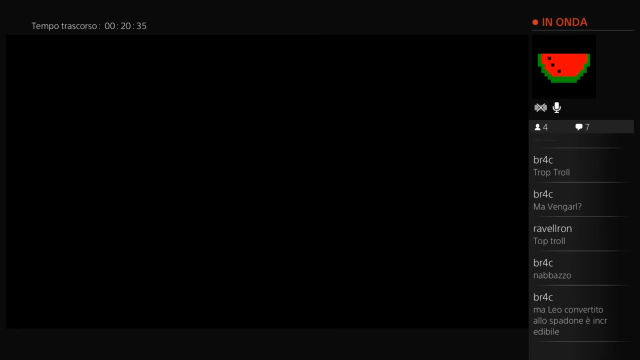 Tempo trascorso: 00:20:35
IN ONDA
4
7
br4c
Trop Troll
br4c
Ma Vengarl?
ravellron
Top troll
br4c
nabbazzo
br4c
ma Leo convertito
allo spadone è incr
edibile